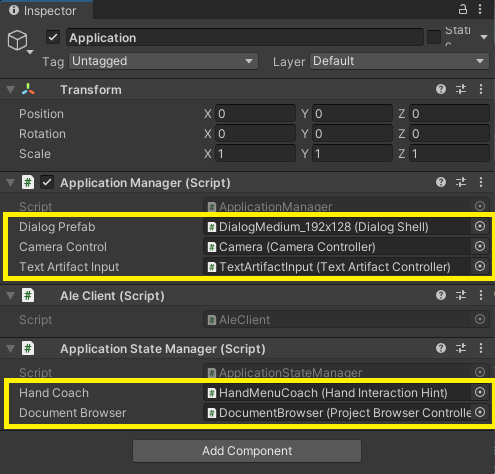 Inspector
Application
Static
Tag Untagged Layer Default
Transform
Position X 0 Y 0 Z 0
Rotation X 0 Y 0 Z 0
Scale X 1 Y 1 Z 1
Application Manager (Script)
Script ApplicationManager
Dialog Prefab DialogMedium_192x128 (Dialog Shell)
Camera Control Camera (Camera Controller)
Text Artifact Input TextArtifactInput (Text Artifact Controller)
Ale Client (Script)
Script AleClient
Application State Manager (Script)
Script ApplicationStateManager
Hand Coach HandMenuCoach (Hand Interaction Hint)
Document Browser DocumentBrowser (Project Browser Controlle
Add Component